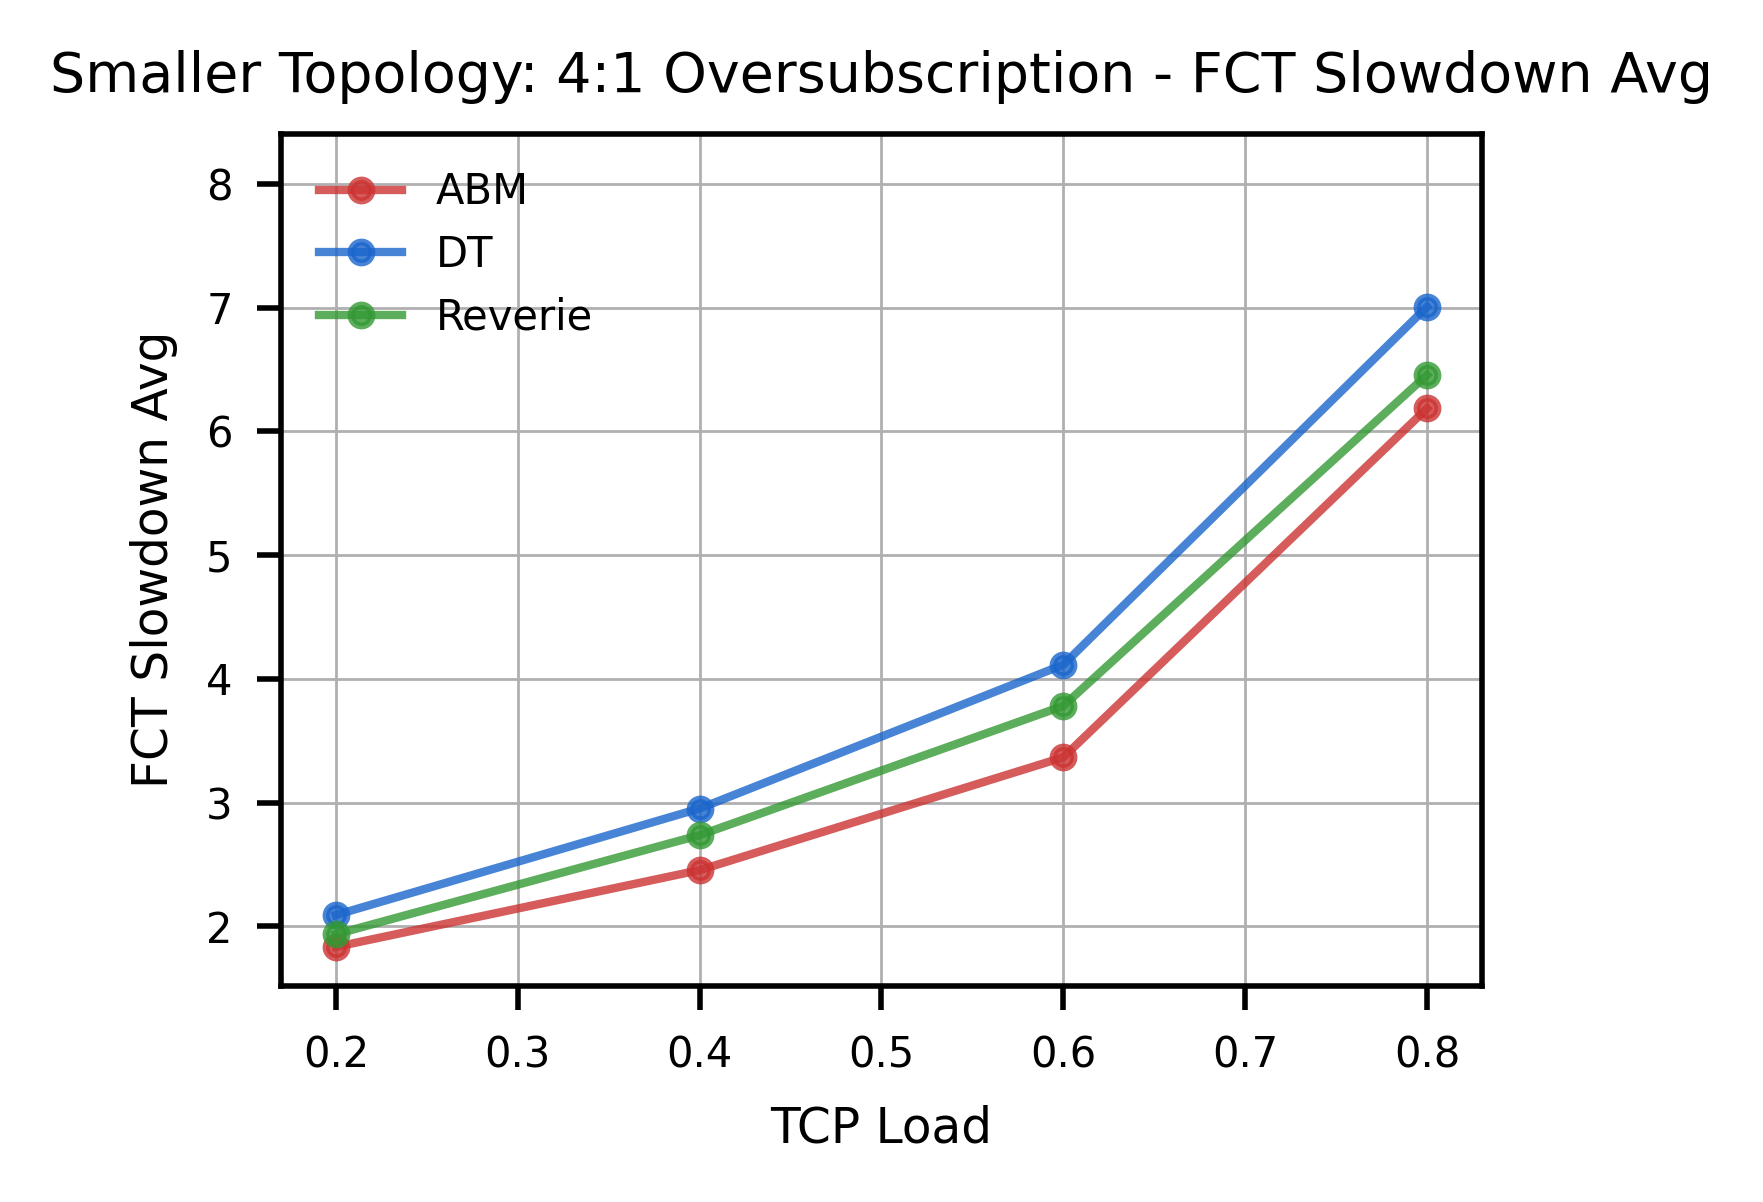 Smaller Topology: 4:1 Oversubscription - FCT Slowdown Avg
ABM
DT
Reverie
FCT Slowdown Avg
8
7
6
5
4
3
2
0.2 0.3 0.4 0.5 0.6 0.7 0.8
TCP Load